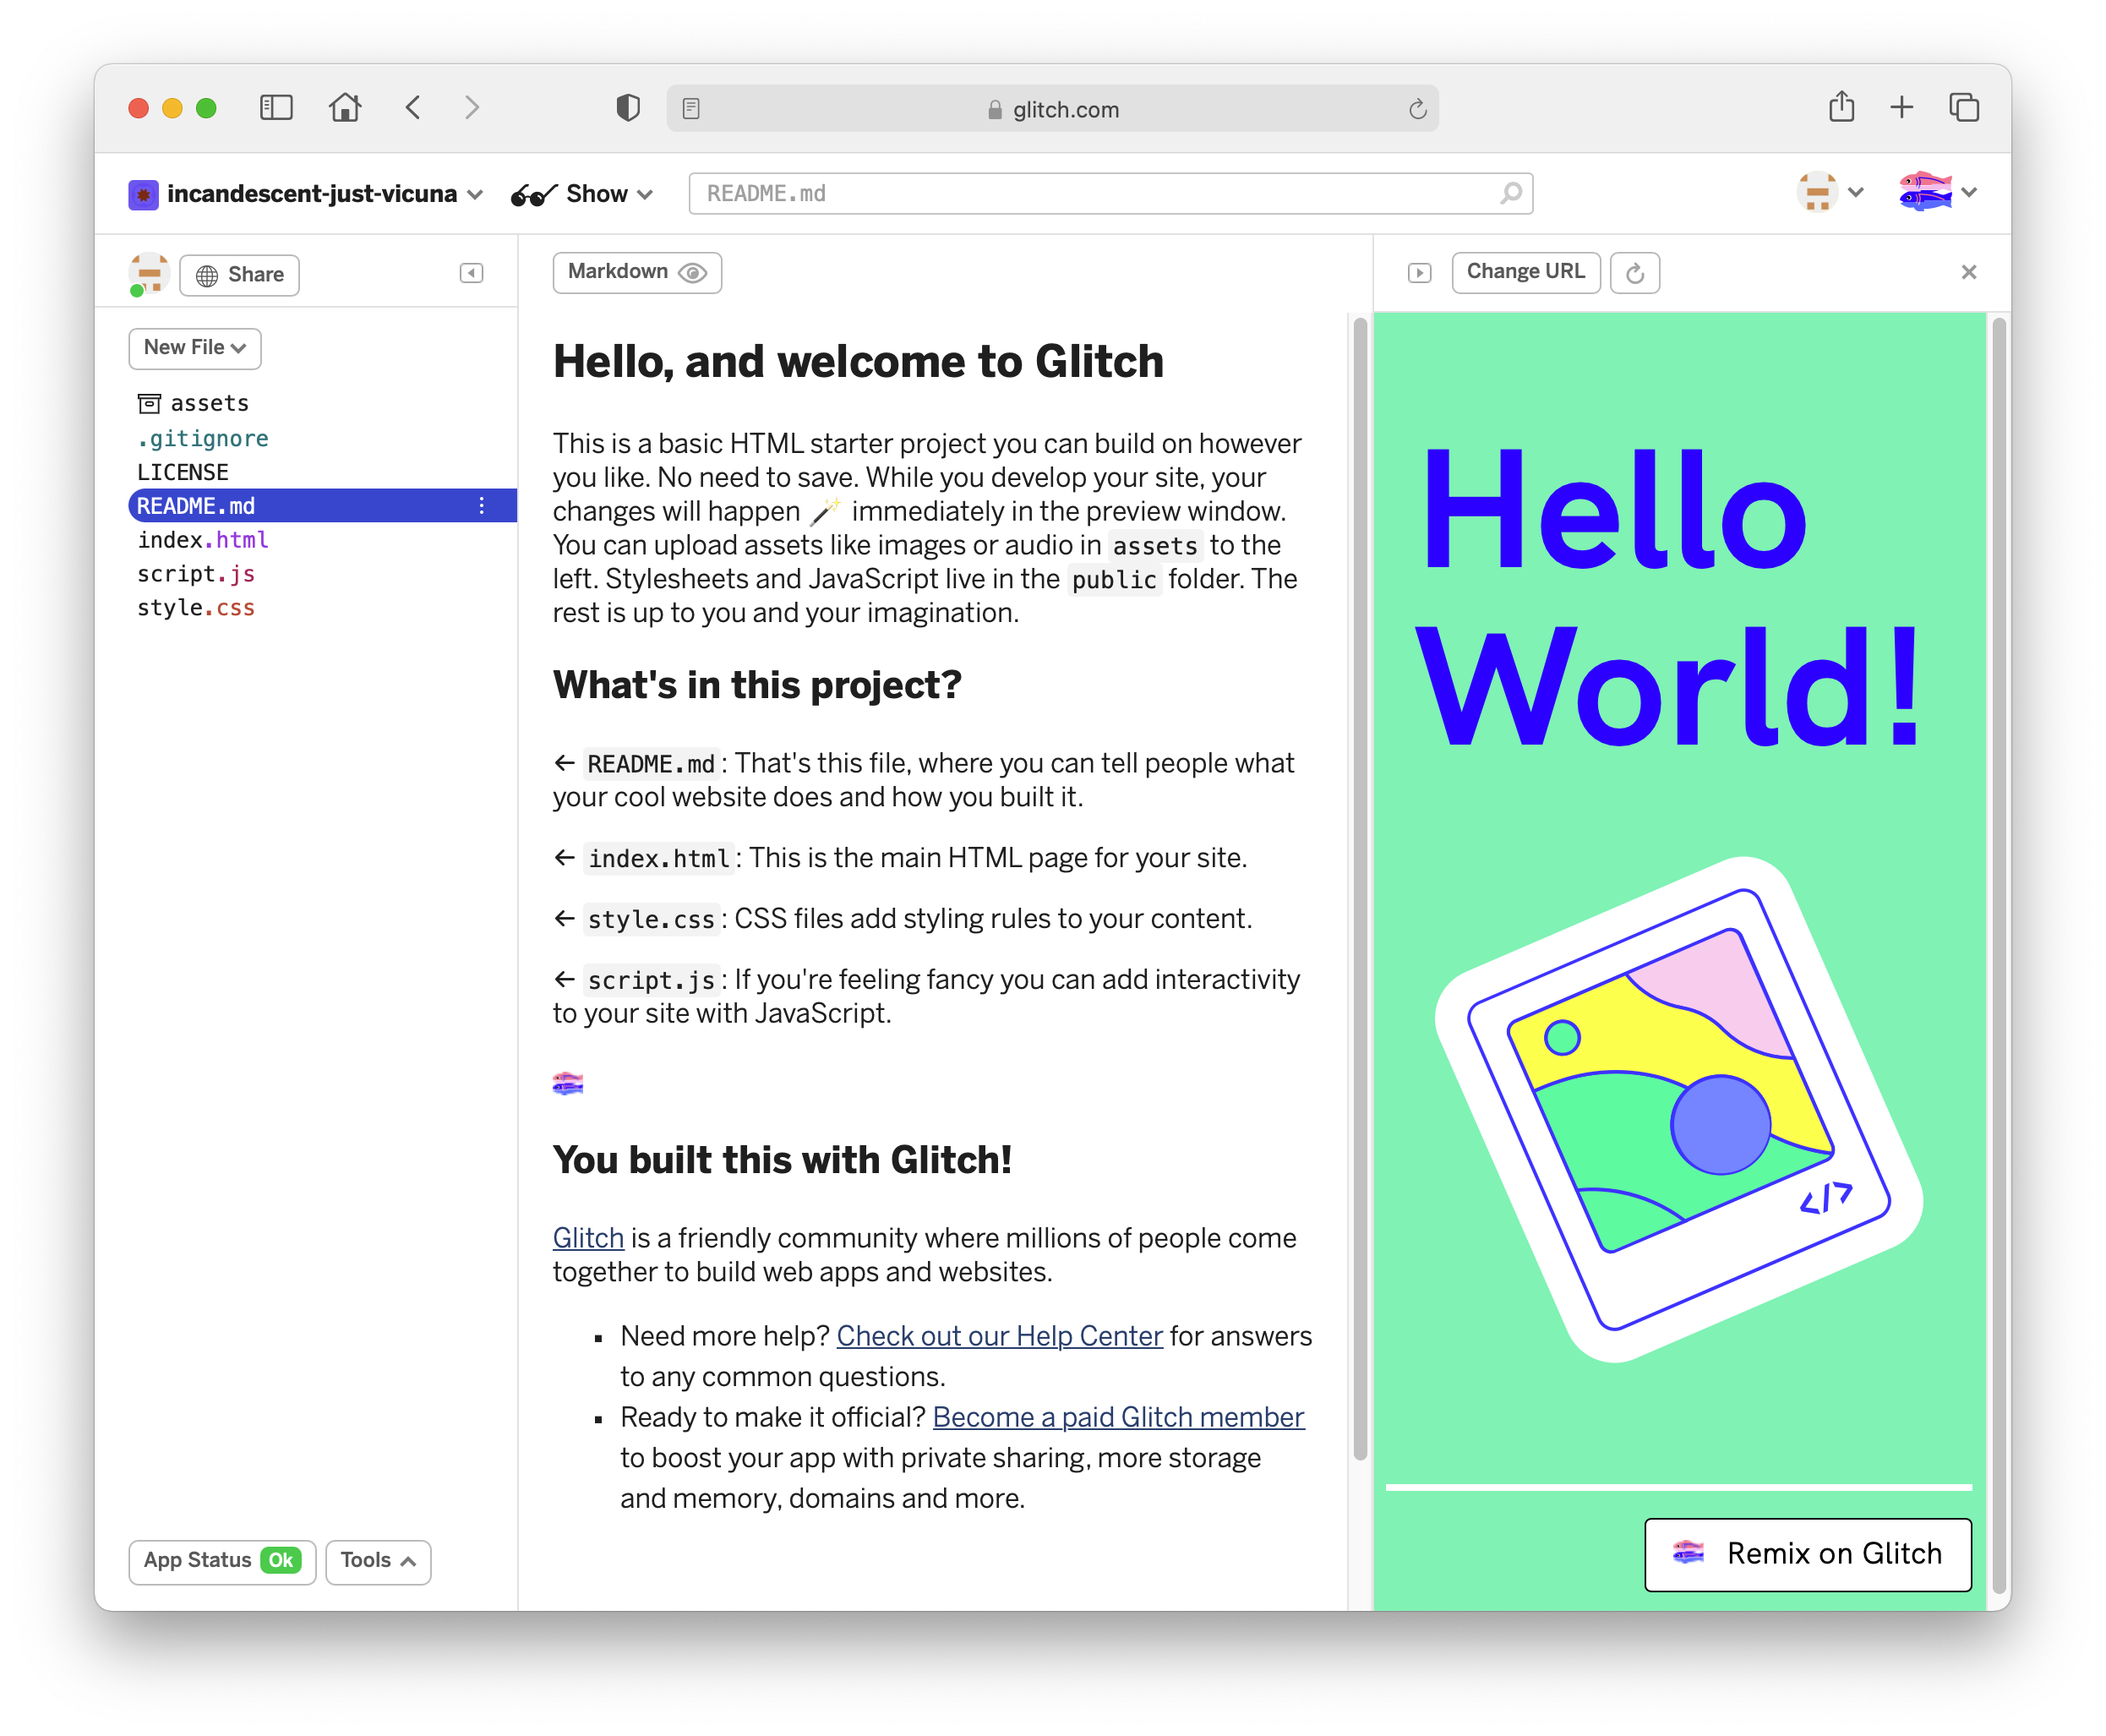 glitch.com
incandescent-just-vicuna
Show
README.md
Share
Markdown
Change URL
New File
assets
.gitignore
LICENSE
README.md
index.html
script.js
style.css
Hello, and welcome to Glitch
This is a basic HTML starter project you can build on however
you like. No need to save. While you develop your site, your
changes will happen 🪄 immediately in the preview window.
You can upload assets like images or audio in assets to the
left. Stylesheets and JavaScript live in the public folder. The
rest is up to you and your imagination.
What's in this project?
← README.md: That's this file, where you can tell people what
your cool website does and how you built it.
← index.html: This is the main HTML page for your site.
← style.css: CSS files add styling rules to your content.
← script.js: If you're feeling fancy you can add interactivity
to your site with JavaScript.
You built this with Glitch!
Glitch is a friendly community where millions of people come
together to build web apps and websites.
▪ Need more help? Check out our Help Center for answers
to any common questions.
▪ Ready to make it official? Become a paid Glitch member
to boost your app with private sharing, more storage
and memory, domains and more.
Hello
World!
</>
Remix on Glitch
App Status Ok
Tools